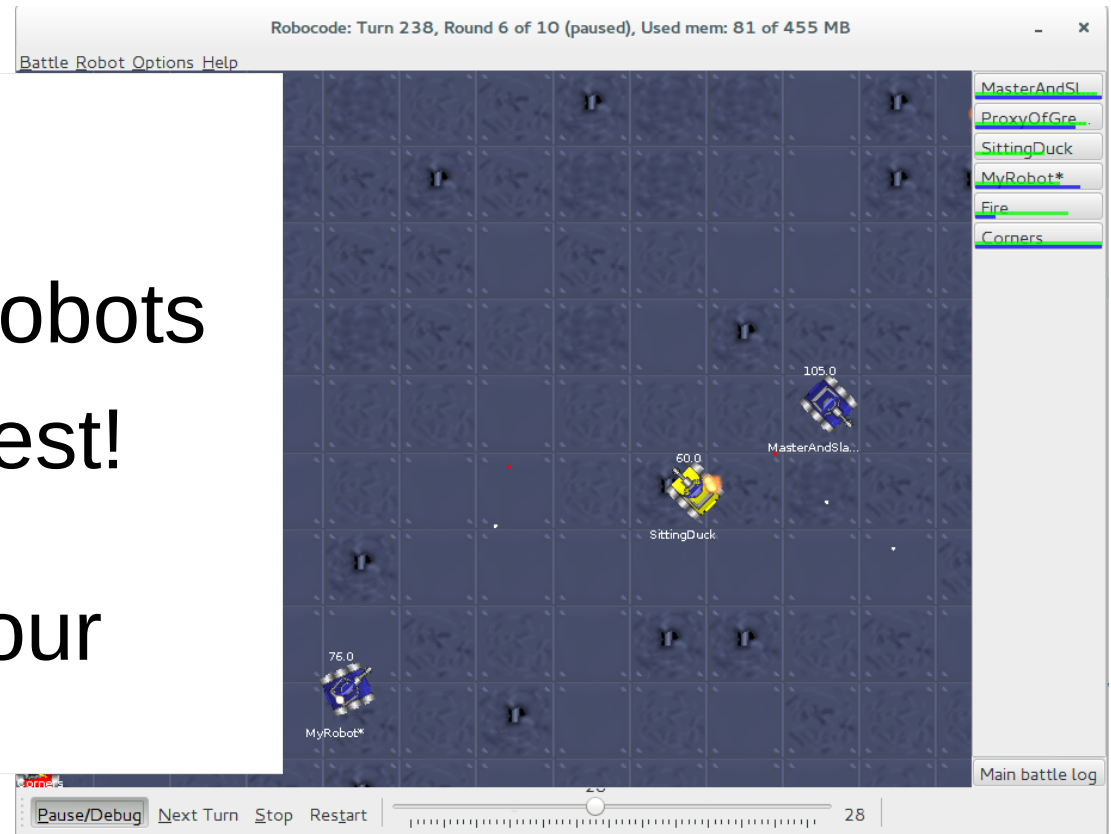 Robocode: Turn 238, Round 6 of 10 (paused), Used mem: 81 of 455 MB
Battle Robot Options Help
obots
est!
our
105.0
MasterAndSla...
60.0
SittingDuck
76.0
MyRobot*
Corners
MasterAndSl...
ProxyOfGre...
SittingDuck
MyRobot*
Fire
Corners
Main battle log
Pause/Debug Next Turn Stop Restart 28